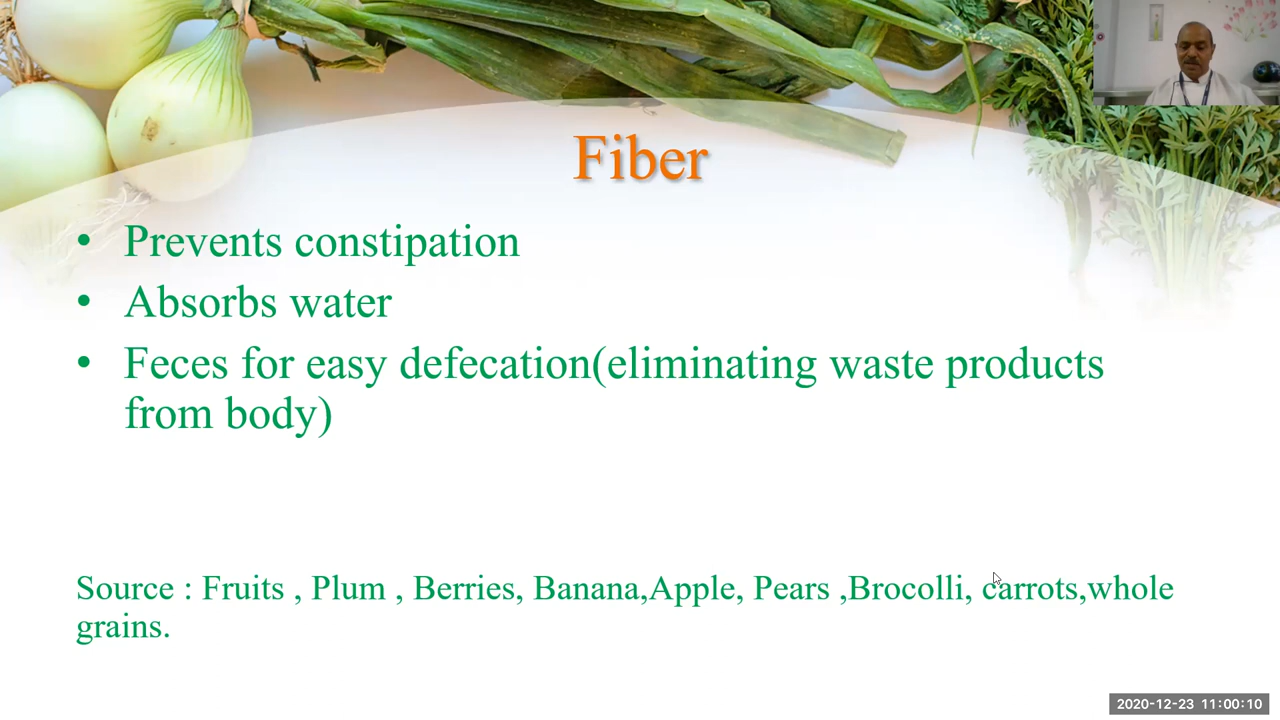 Fiber
• Prevents constipation
• Absorbs water
• Feces for easy defecation(eliminating waste products
from body)
Source : Fruits , Plum , Berries, Banana,Apple, Pears ,Brocolli, carrots,whole
grains.
2020-12-23 11:00:10